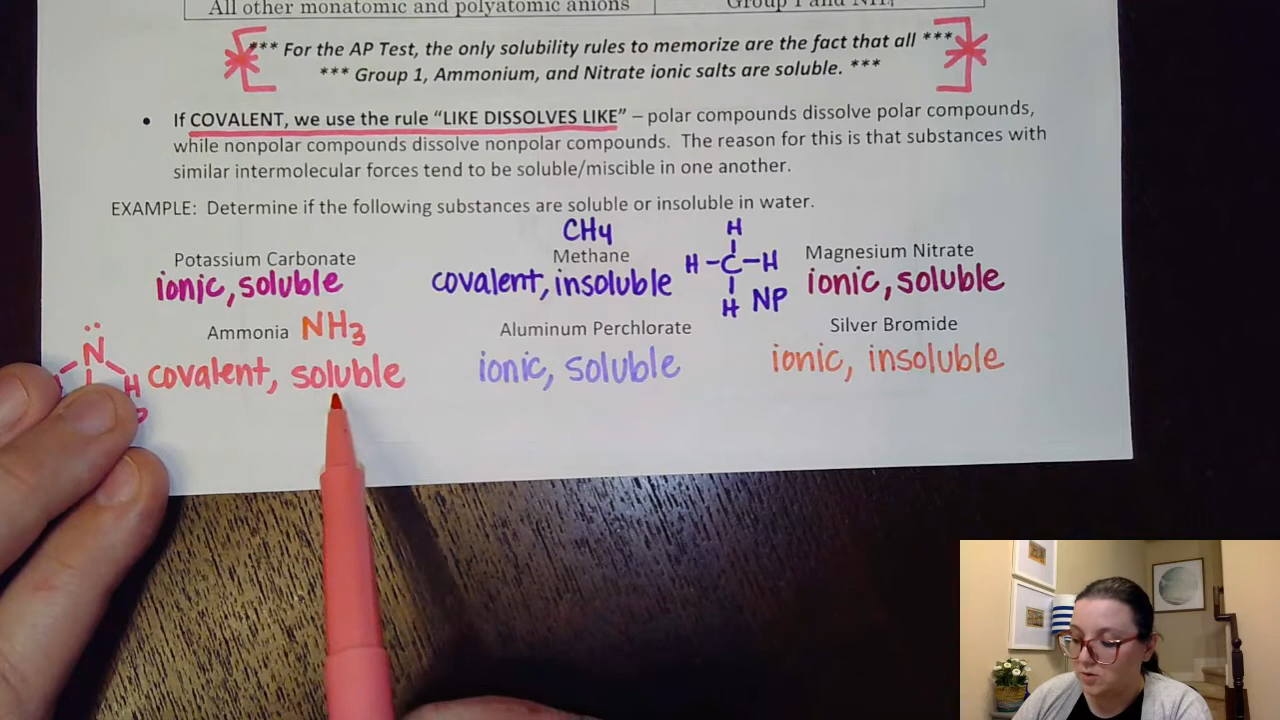 All other monatomic and polyatomic anions Group 1 and NH4
*** For the AP Test, the only solubility rules to memorize are the fact that all ***
*** Group 1, Ammonium, and Nitrate ionic salts are soluble. ***
• If COVALENT, we use the rule “LIKE DISSOLVES LIKE” – polar compounds dissolve polar compounds,
while nonpolar compounds dissolve nonpolar compounds. The reason for this is that substances with
similar intermolecular forces tend to be soluble/miscible in one another.
EXAMPLE: Determine if the following substances are soluble or insoluble in water.
CH4
H
Potassium Carbonate Methane Magnesium Nitrate
ionic, soluble covalent, insoluble H-C-H ionic, soluble
H NP
Ammonia NH3 Aluminum Perchlorate Silver Bromide
N
H
covalent, soluble ionic, soluble ionic, insoluble